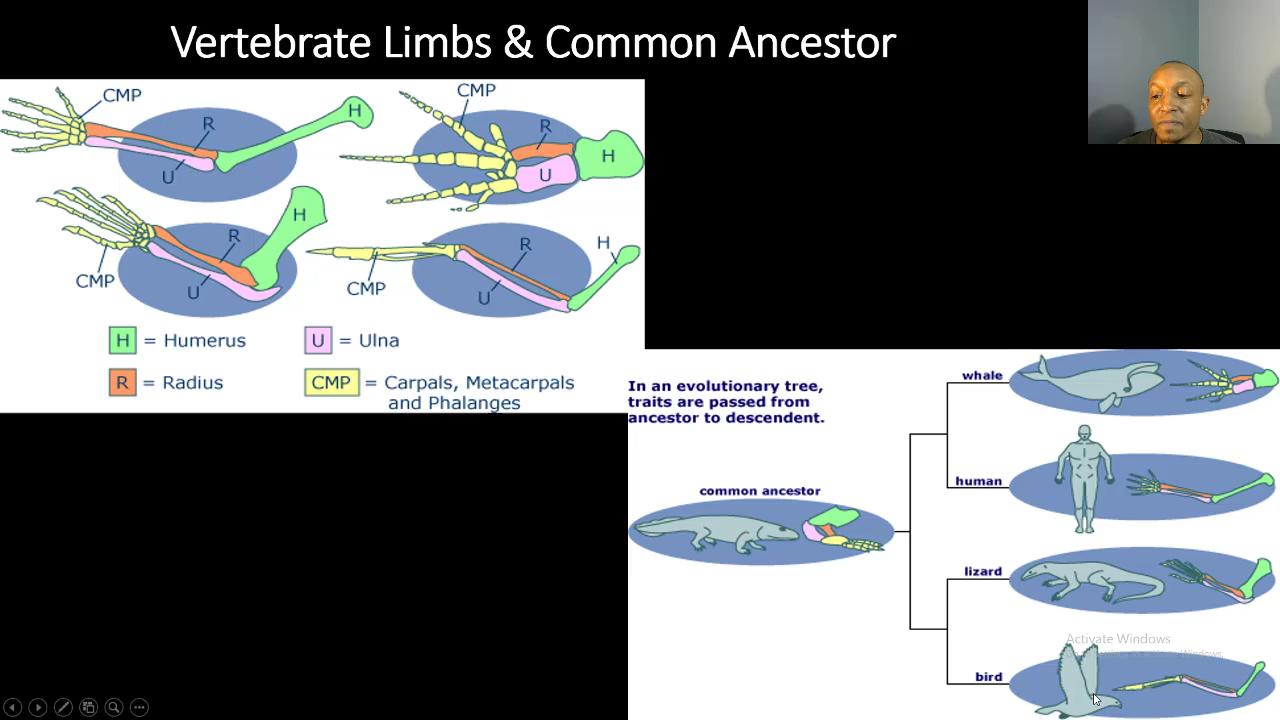 Vertebrate Limbs & Common Ancestor
CMP
R
H
U
CMP
R
H
U
H
R
CMP
U
H
R
CMP
U
H = Humerus
U = Ulna
R = Radius
CMP = Carpals, Metacarpals
and Phalanges
In an evolutionary tree,
traits are passed from
ancestor to descendent.
common ancestor
whale
human
lizard
bird
Activate Windows
Windows.